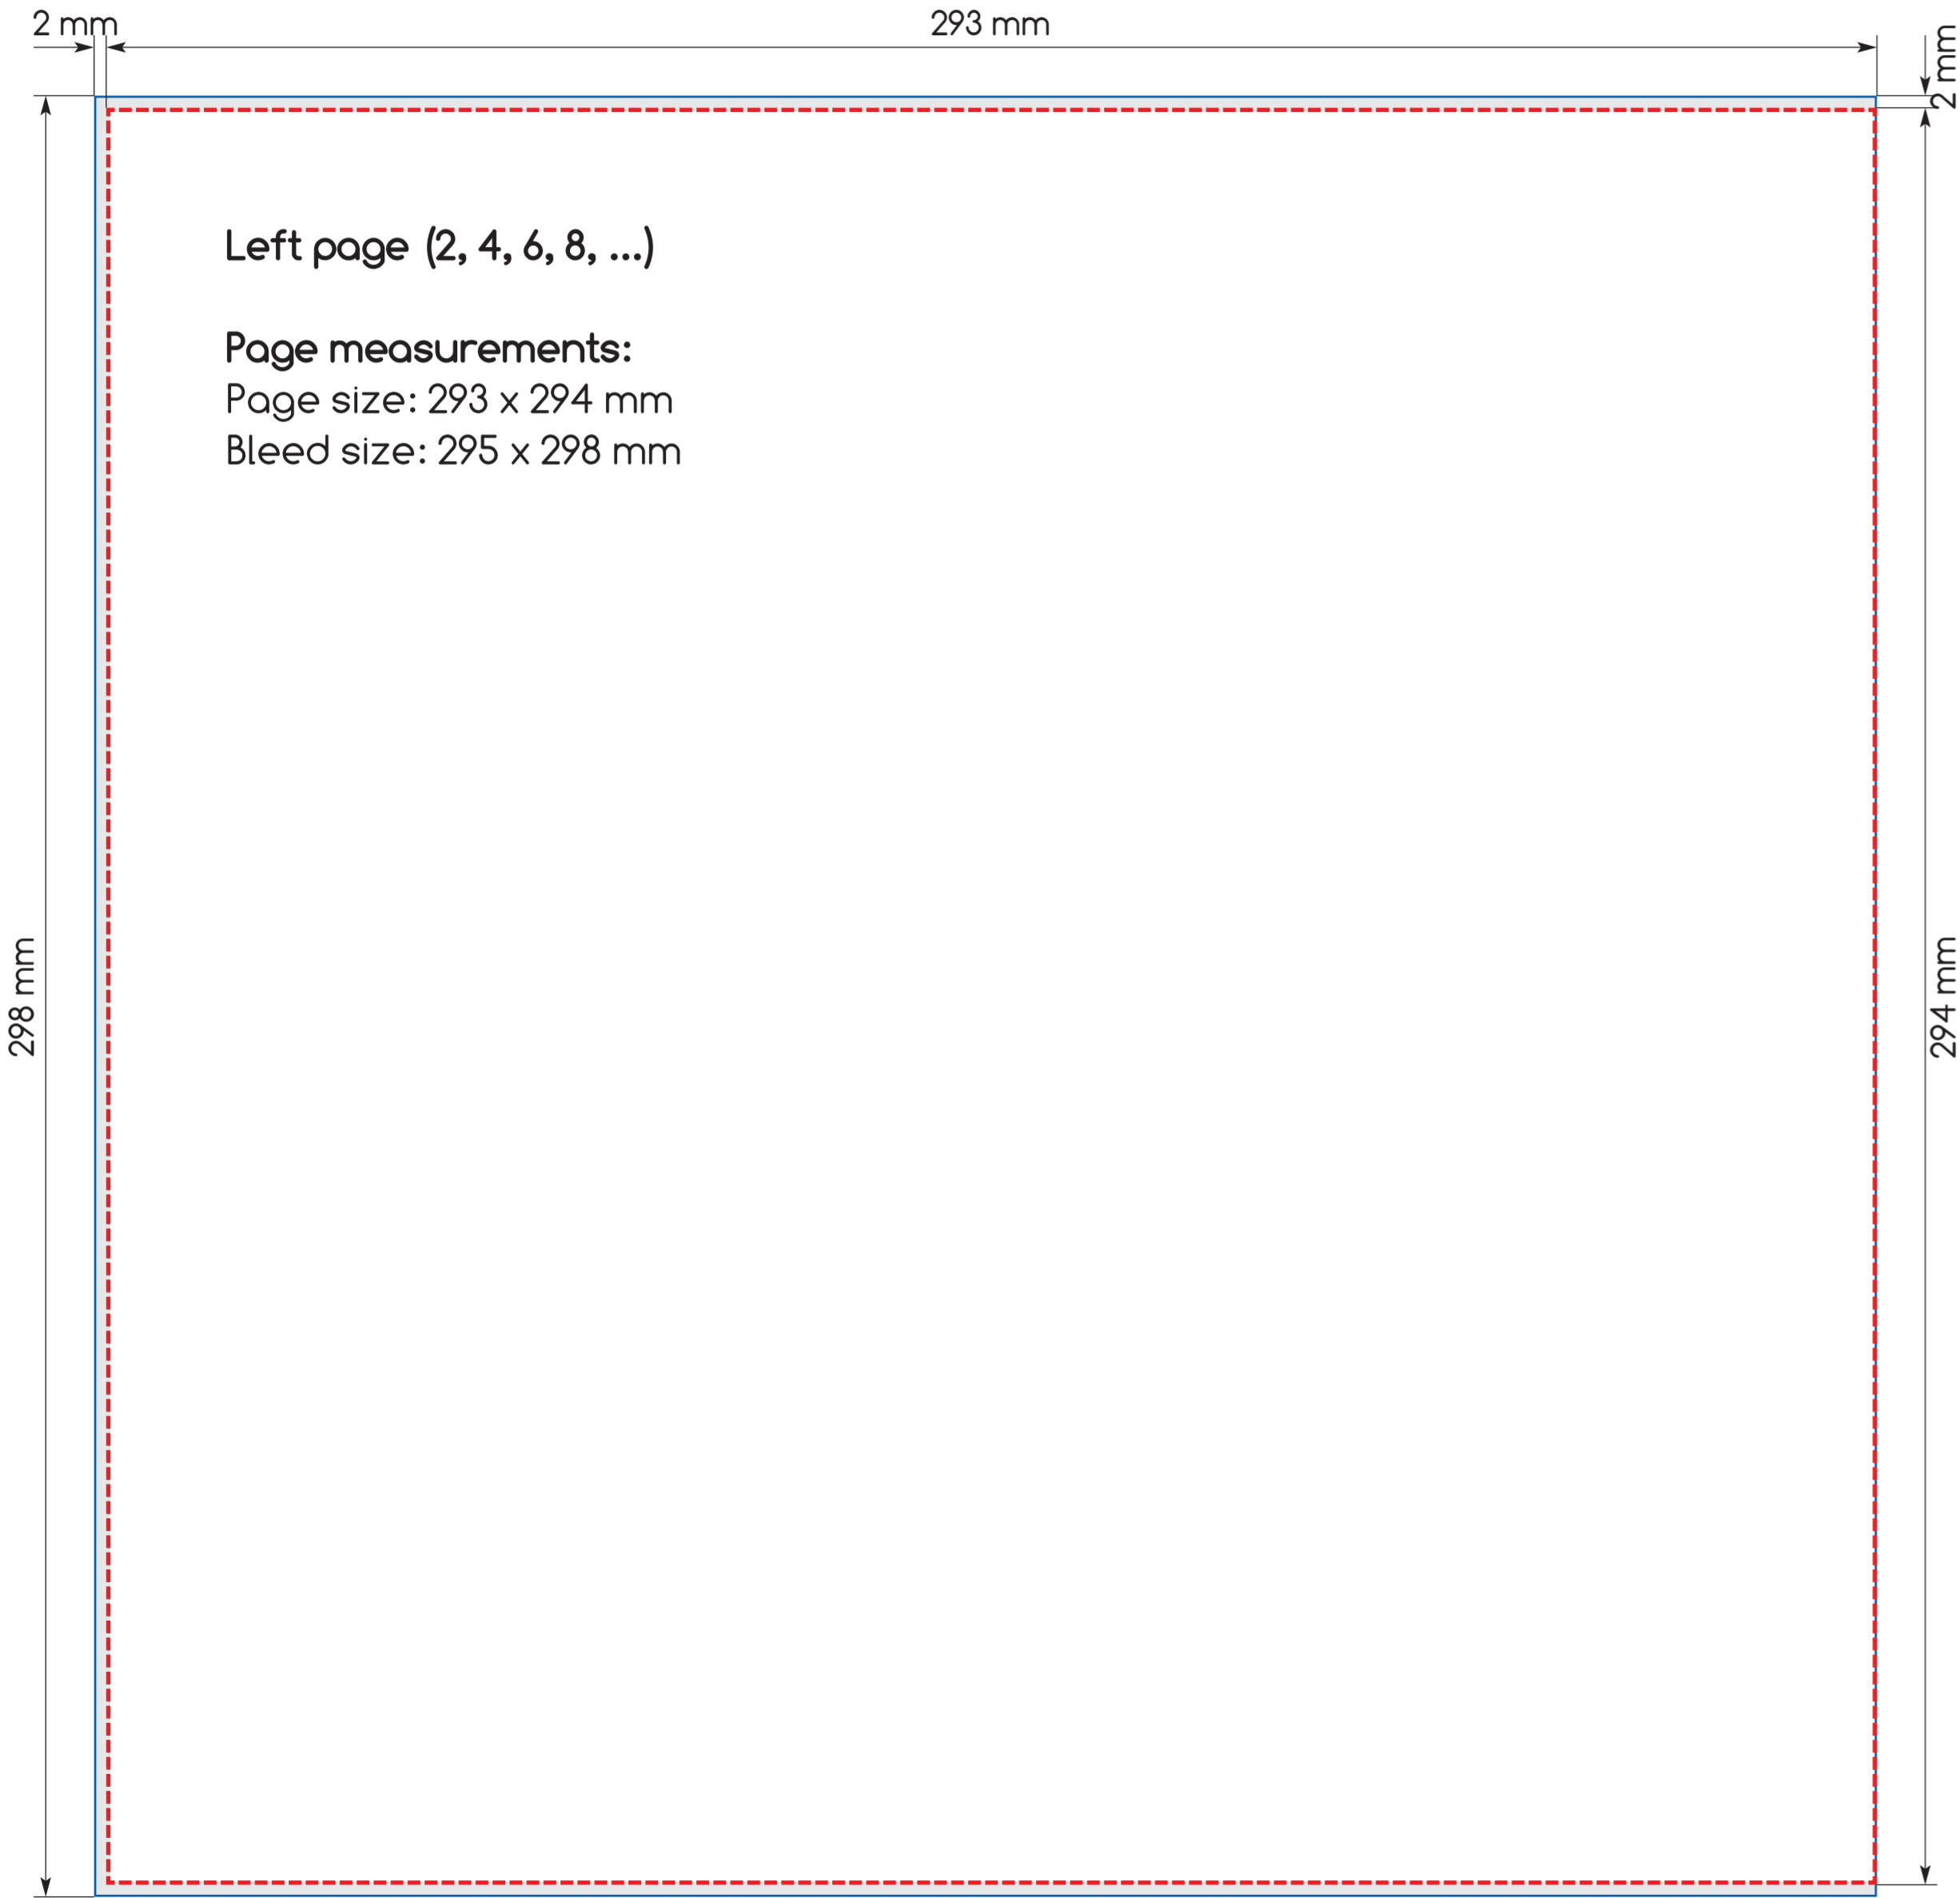 2 mm
293 mm
2 mm
Left page (2, 4, 6, 8, ...)
Page measurements:
Page size: 293 x 294 mm
Bleed size: 295 x 298 mm
298 mm
294 mm